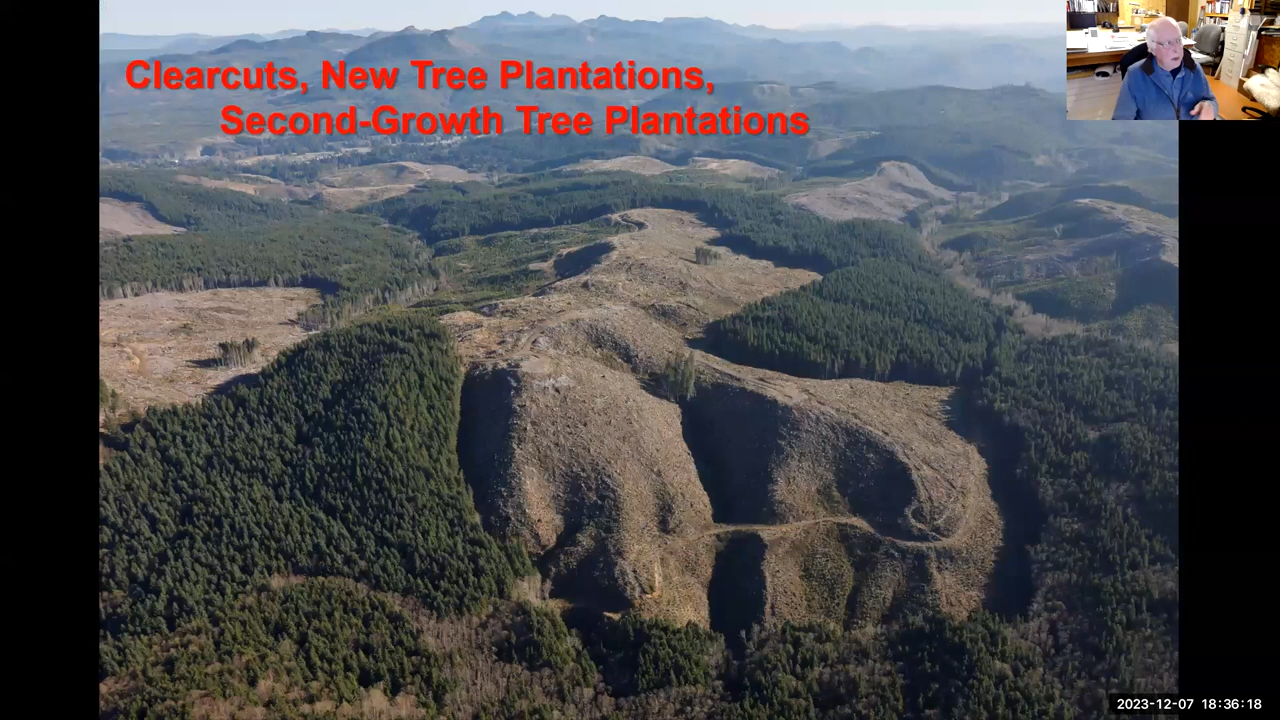 Clearcuts, New Tree Plantations,
Second-Growth Tree Plantations
2023-12-07 18:36:18